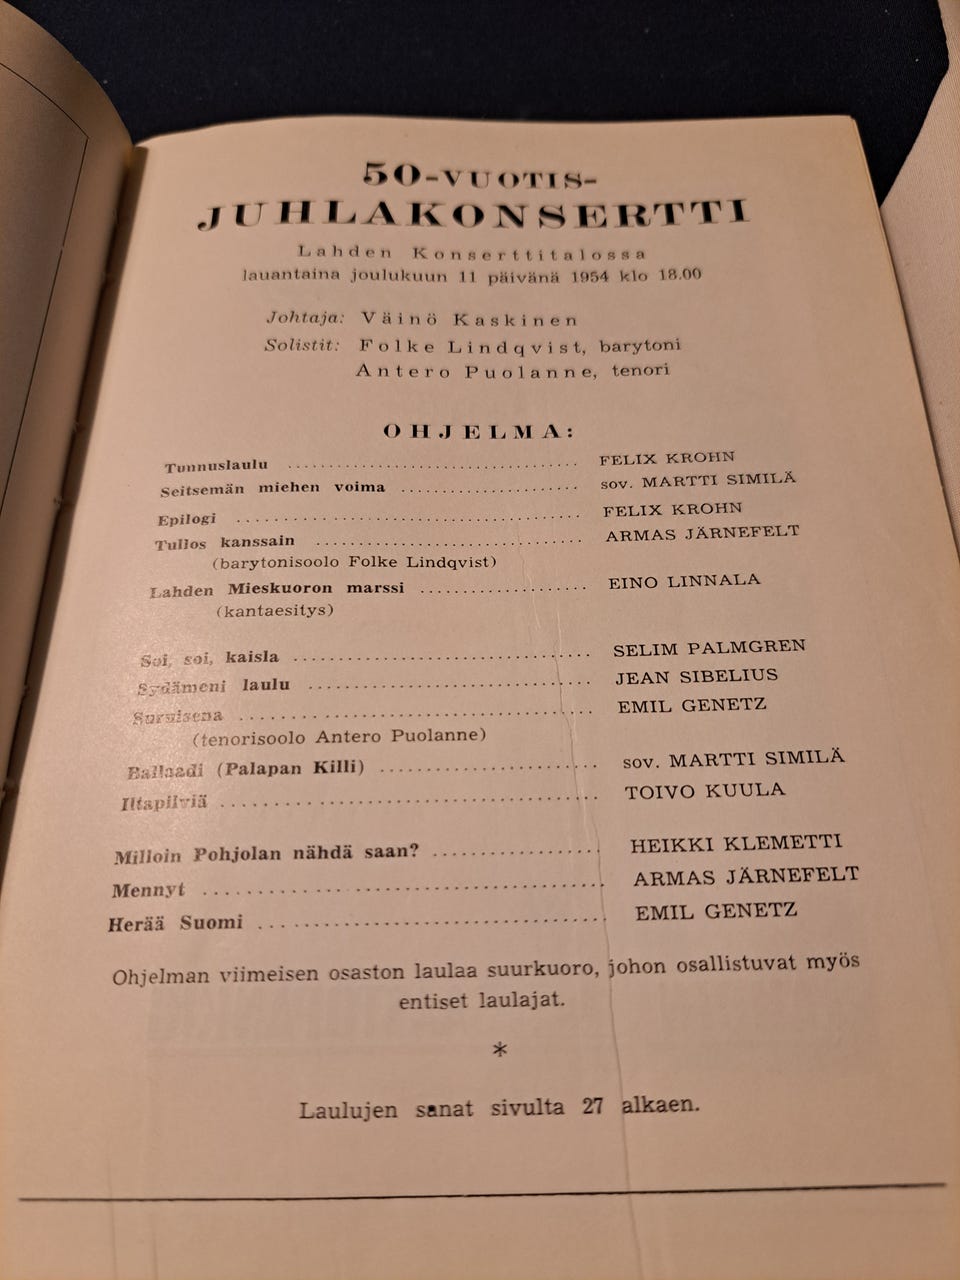 50-VUOTIS-
JUHLAKONSERTTI
Lahden Konserttitalossa
lauantaina joulukuun 11 päivänä 1954 klo 18.00
Johtaja: Väinö Kaskinen
Solistit: Folke Lindqvist, barytoni
Antero Puolanne, tenori
OHJELMA:
Tunnuslaulu .................................... FELIX KROHN
Seitsemän miehen voima ...................... sov. MARTTI SIMILÄ
Epilogi .......................................... FELIX KROHN
Tullos kanssain ................................ ARMAS JÄRNEFELT
(barytonisoolo Folke Lindqvist)
Lahden Mieskuoron marssi .................... EINO LINNALA
(kantaesitys)
Soi, soi, kaisla .................................. SELIM PALMGREN
Sydämeni laulu ................................ JEAN SIBELIUS
Suruisena ........................................ EMIL GENETZ
(tenorisoolo Antero Puolanne)
Ballaadi (Palapan Killi) ........................ sov. MARTTI SIMILÄ
Iltapilviä .......................................... TOIVO KUULA
Milloin Pohjolan nähdä saan? .................. HEIKKI KLEMETTI
Mennyt ............................................ ARMAS JÄRNEFELT
Herää Suomi .................................... EMIL GENETZ
Ohjelman viimeisen osaston laulaa suurkuoro, johon osallistuvat myös
entiset laulajat.
*
Laulujen sanat sivulta 27 alkaen.